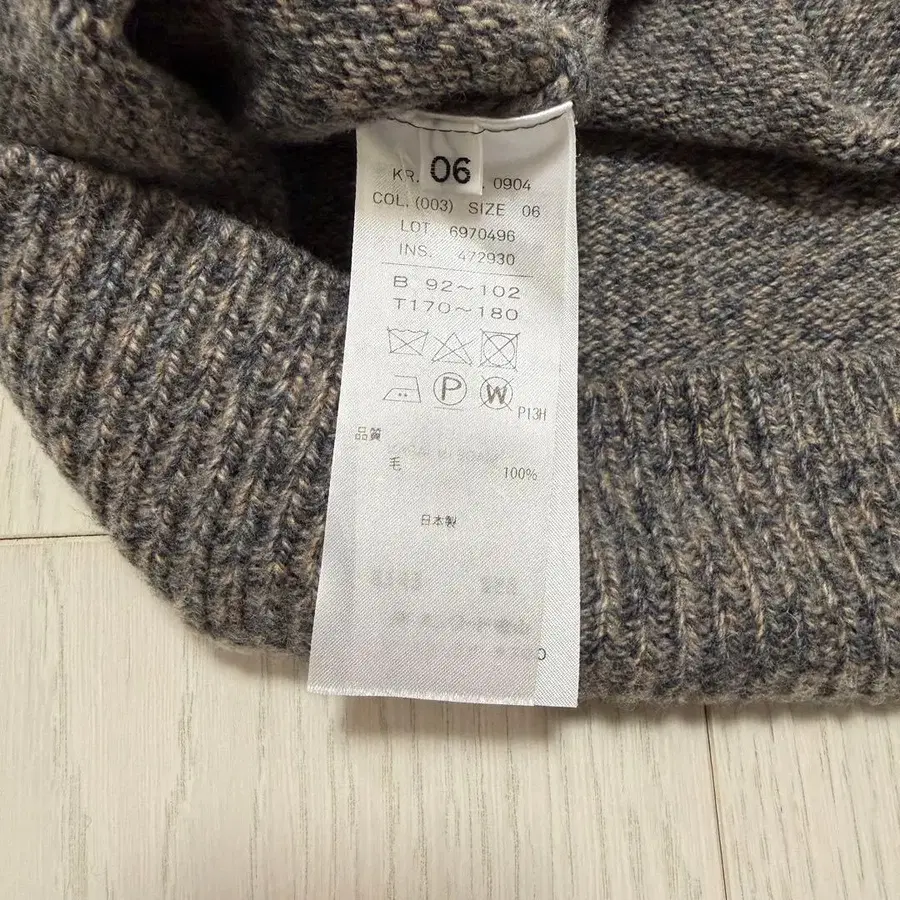 06
KR. 0904
COL.(003) SIZE 06
LOT 6970496
INS. 472930
B 92～102
T170～180
P W P13H
品質
毛 100%
日本製